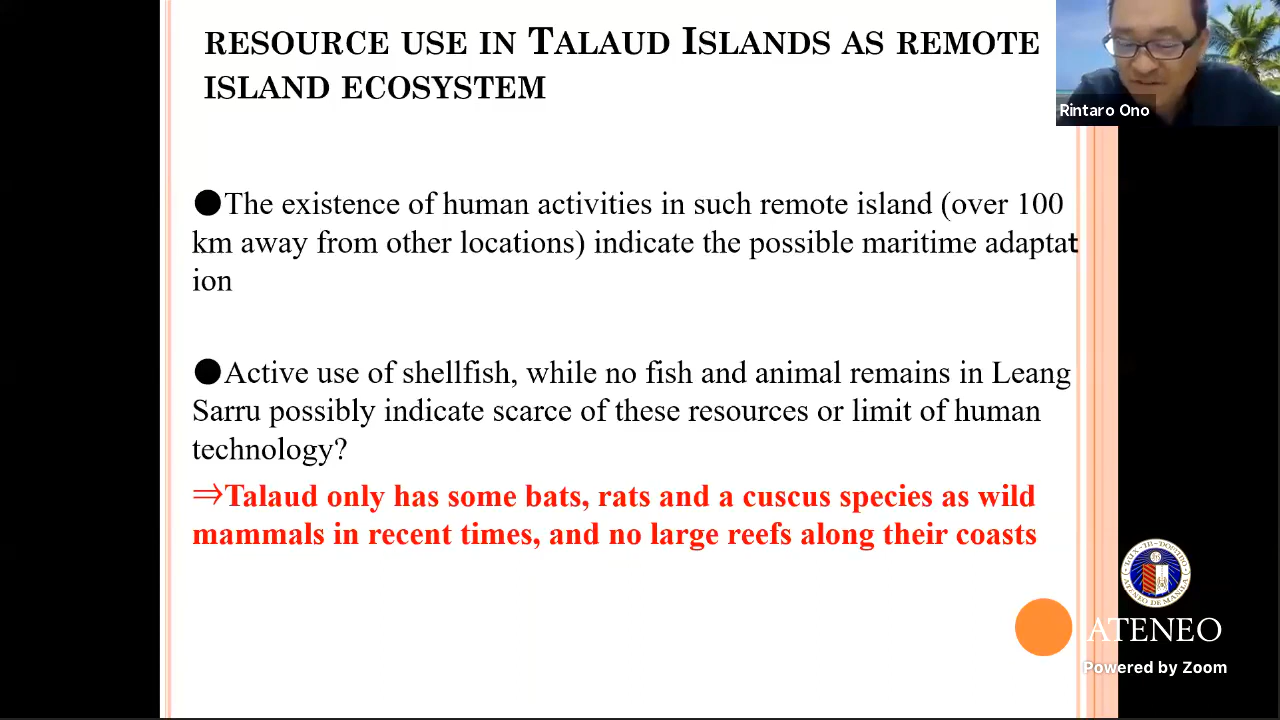 RESOURCE USE IN TALAUD ISLANDS AS REMOTE
ISLAND ECOSYSTEM
Rintaro Ono
●The existence of human activities in such remote island (over 100
km away from other locations) indicate the possible maritime adaptat
ion
●Active use of shellfish, while no fish and animal remains in Leang
Sarru possibly indicate scarce of these resources or limit of human
technology?
⇒Talaud only has some bats, rats and a cuscus species as wild
mammals in recent times, and no large reefs along their coasts
ATENEO
Powered by Zoom